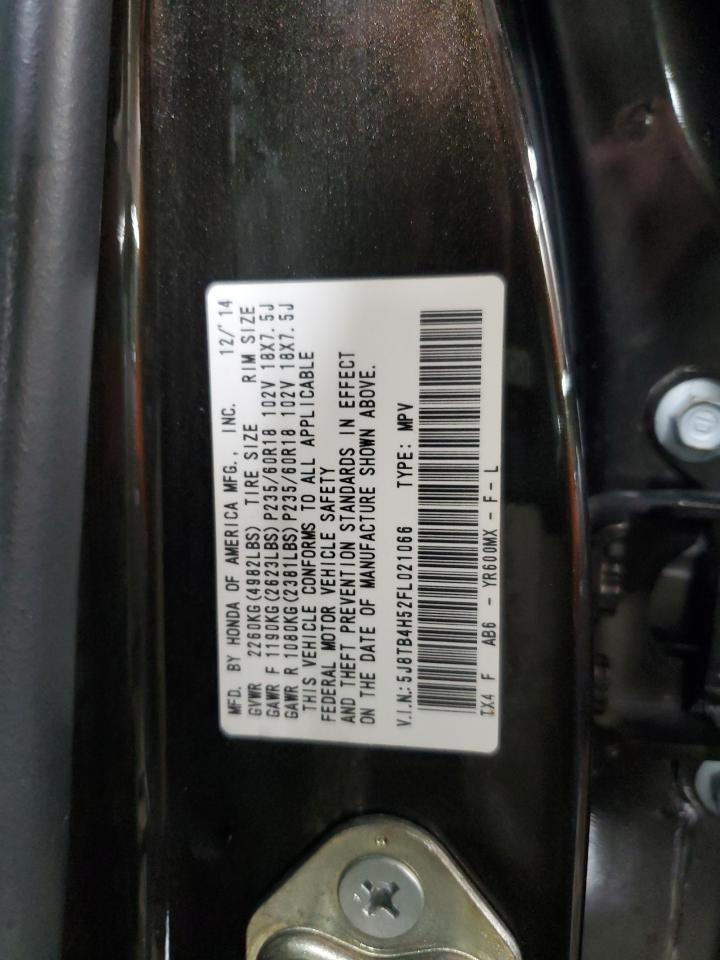 MFD. BY HONDA OF AMERICA MFG., INC. 12/'14
GVWR 2260KG(4982LBS) TIRE SIZE RIM SIZE
GAWR F 1190KG(2623LBS)P235/60R18 102V 18X7.5J
GAWR R 1080KG(2381LBS)P235/60R18 102V 18X7.5J
THIS VEHICLE CONFORMS TO ALL APPLICABLE
FEDERAL MOTOR VEHICLE SAFETY
AND THEFT PREVENTION STANDARDS IN EFFECT
ON THE DATE OF MANUFACTURE SHOWN ABOVE.
V.I.N.:5J8TB4H52FL021066 TYPE: MPV
TX4 F AB6 - YR600MX - F - L